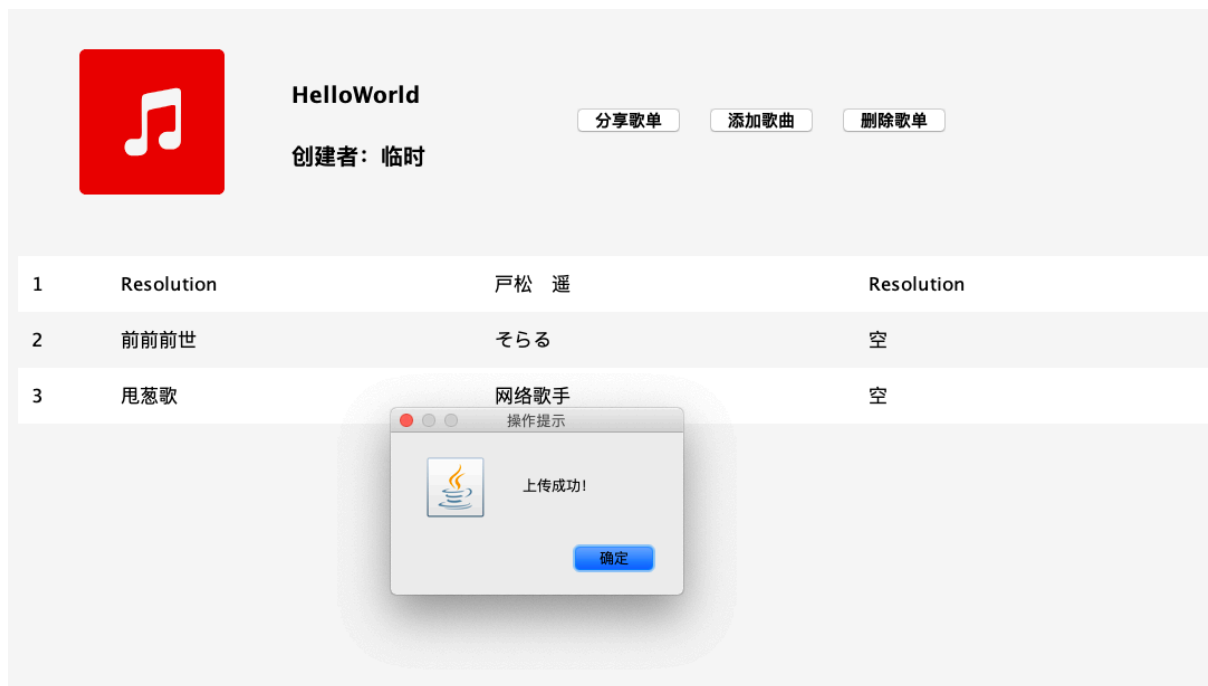 HelloWorld
分享歌单 添加歌曲 删除歌单
创建者：临时
1 Resolution 戸松　遥 Resolution
2 前前前世 そらる 空
3 甩葱歌 网络歌手 空
操作提示
上传成功!
确定